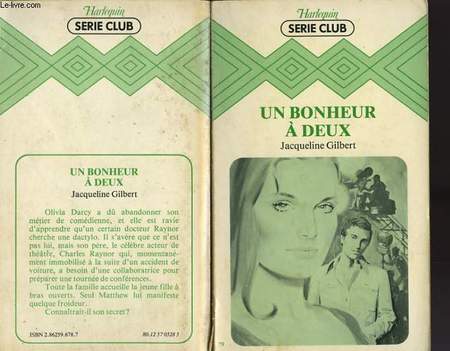 Harlequin
SERIE CLUB
UN BONHEUR
À DEUX
Jacqueline Gilbert
Olivia Darcy a dû abandonner son
métier de comédienne, et elle est ravie
d'apprendre qu'un certain docteur Raynor
cherche une dactylo. Il s'avère que ce n'est
pas lui, mais son père, le célèbre acteur de
théâtre, Charles Raynor qui, momentané-
ment immobilisé à la suite d'un accident de
voiture, a besoin d'une collaboratrice pour
préparer une tournée de conférences.
Toute la famille accueille la jeune fille à
bras ouverts. Seul Matthew lui manifeste
quelque froideur.
Connaîtrait-il son secret?
ISBN 2.86259.678.7
80.12.57.0328.3
Harlequin
SERIE CLUB
UN BONHEUR
À DEUX
Jacqueline Gilbert